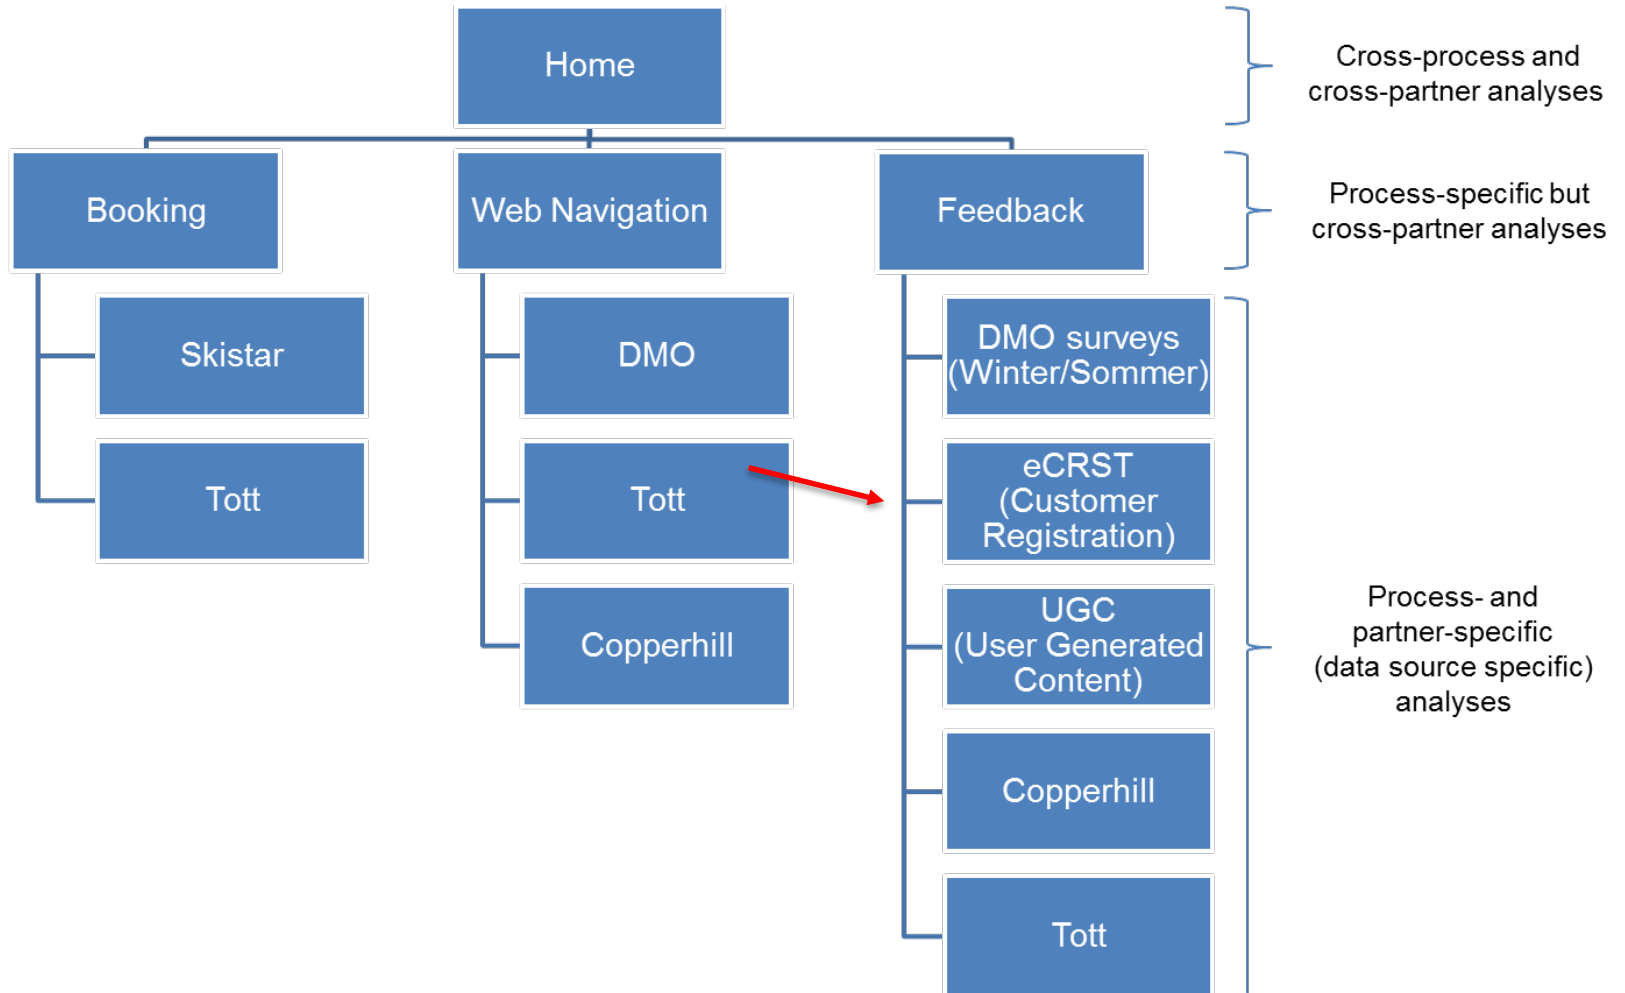 Home
Cross-process and
cross-partner analyses
Booking
Web Navigation
Feedback
Process-specific but
cross-partner analyses
Skistar
Tott
DMO
Tott
Copperhill
DMO surveys
(Winter/Sommer)
eCRST
(Customer
Registration)
UGC
(User Generated
Content)
Copperhill
Tott
Process- and
partner-specific
(data source specific)
analyses